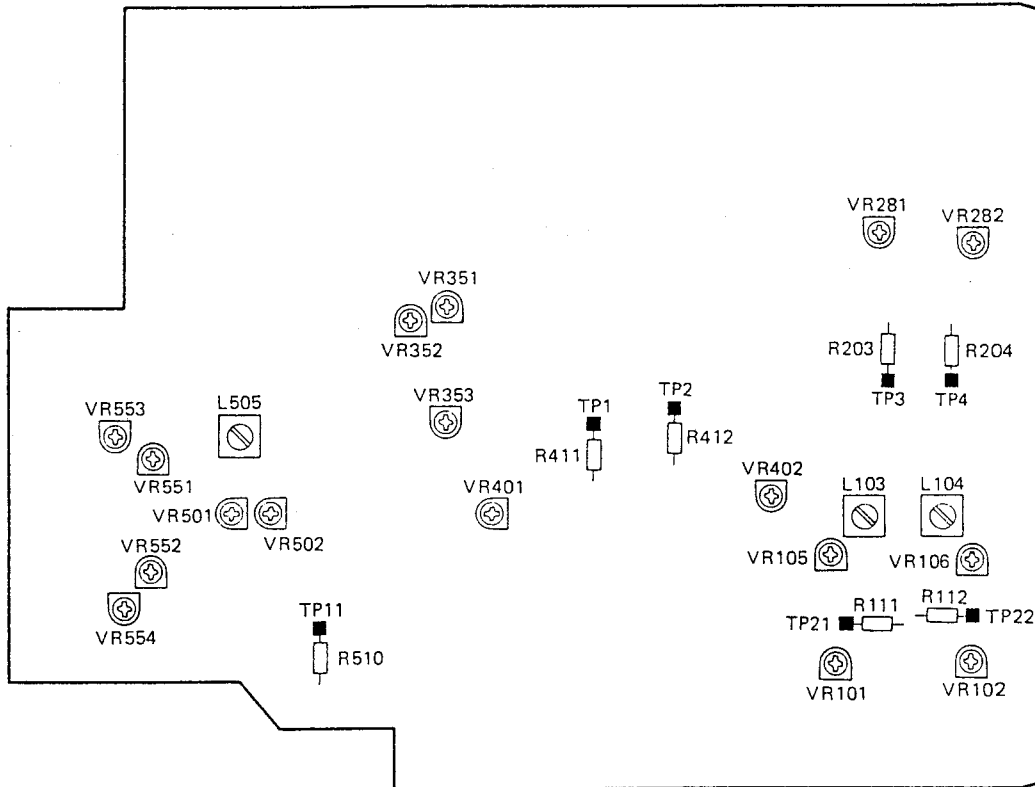 VR281
VR282
VR351
VR352
R203
R204
TP3
TP4
VR353
TP1
TP2
VR553
L505
R411
R412
VR551
VR402
VR401
L103
L104
VR501
VR502
VR552
VR105
VR106
VR554
TP11
R111
R112
TP21
TP22
R510
VR101
VR102